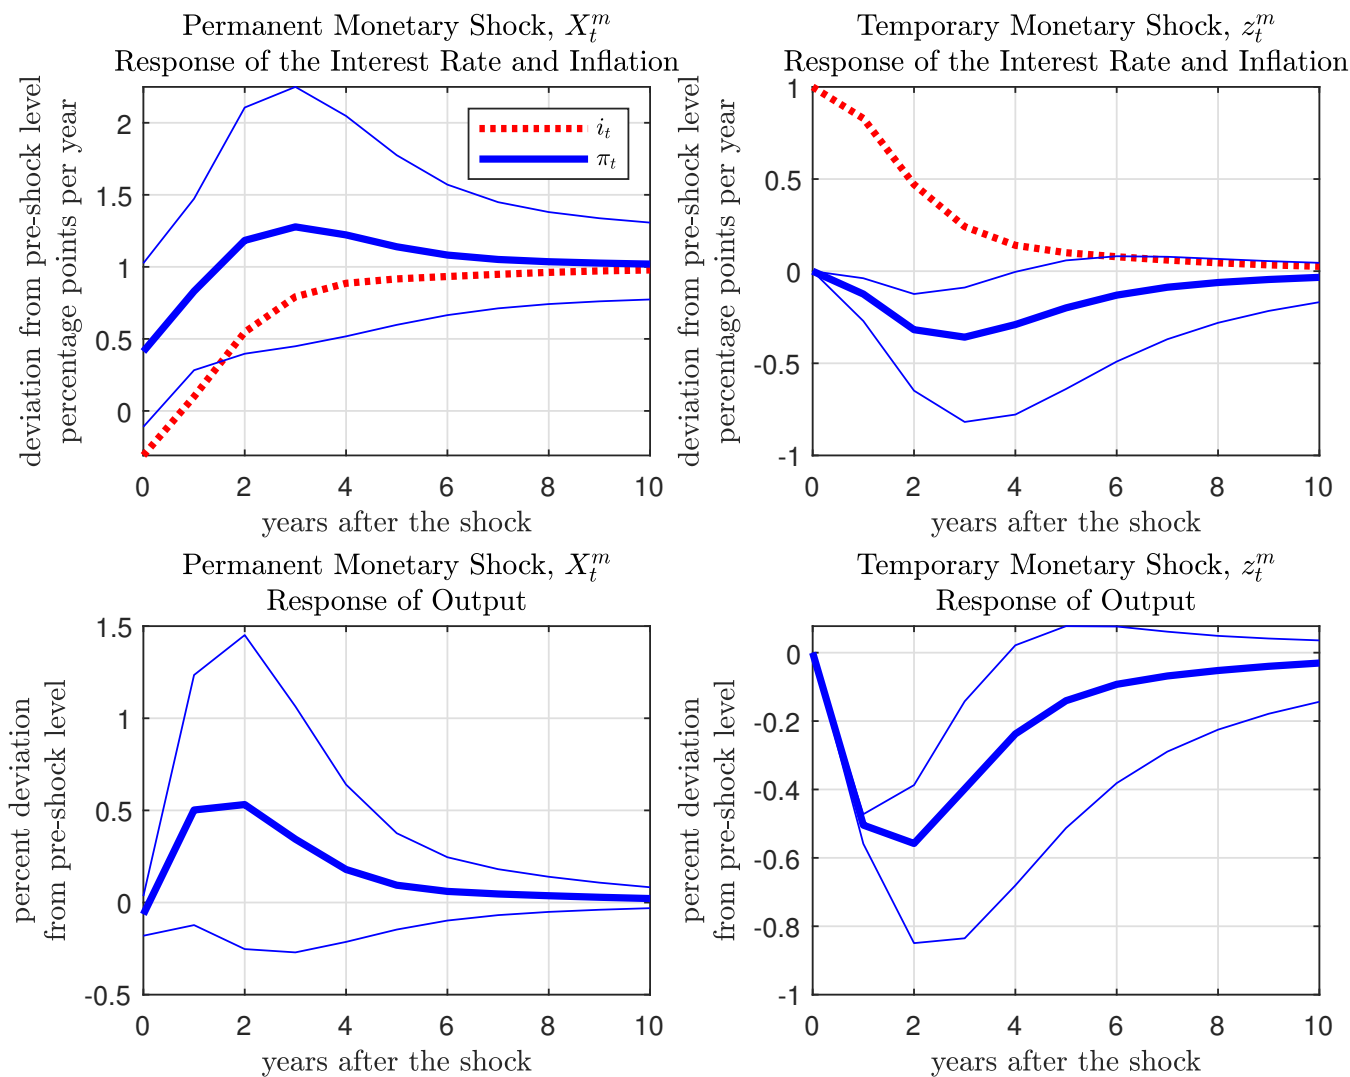 Permanent Monetary Shock, $X_t^m$
Response of the Interest Rate and Inflation
deviation from pre-shock level
percentage points per year
2
1.5
1
0.5
0
$i_t$
$\pi_t$
0 2 4 6 8 10
years after the shock
Temporary Monetary Shock, $z_t^m$
Response of the Interest Rate and Inflation
deviation from pre-shock level
percentage points per year
1
0.5
0
-0.5
-1
0 2 4 6 8 10
years after the shock
Permanent Monetary Shock, $X_t^m$
Response of Output
percent deviation
from pre-shock level
1.5
1
0.5
0
-0.5
0 2 4 6 8 10
years after the shock
Temporary Monetary Shock, $z_t^m$
Response of Output
percent deviation
from pre-shock level
0
-0.2
-0.4
-0.6
-0.8
-1
0 2 4 6 8 10
years after the shock